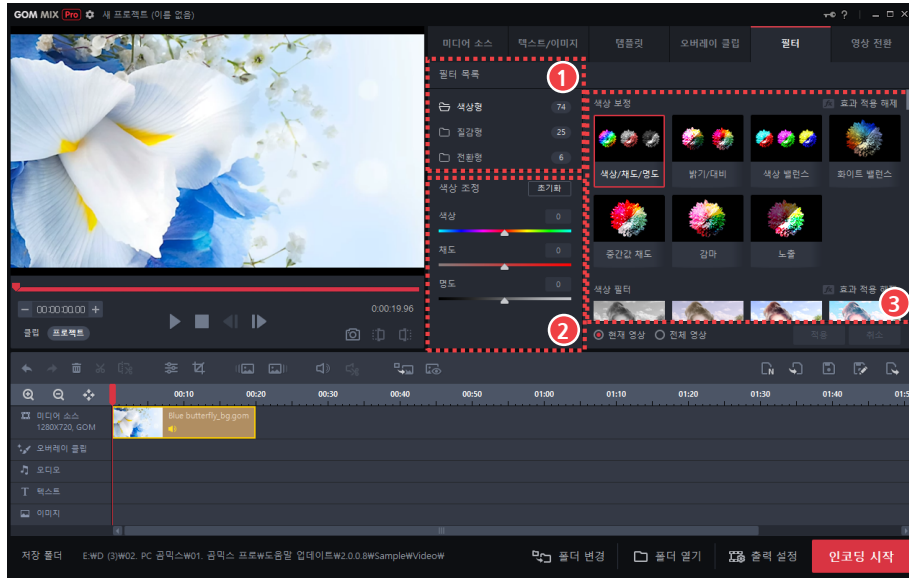 GOM MIX Pro 새 프로젝트 (이름 없음)
미디어 소스 텍스트/이미지 템플릿 오버레이 클립 필터 영상 전환
필터 목록
1
색상형 74
질감형 25
전환형 6
색상 조정 초기화
색상 0
채도 0
명도 0
2
색상 보정 효과 적용 해제
색상/채도/명도 밝기/대비 색상 밸런스 화이트 밸런스
중간값 채도 감마 노출
색상 필터 효과 적용 해제
3
현재 영상 전체 영상 적용 취소
00:00:00.00 0:00:19.96
클립 프로젝트
00:10 00:20 00:30 00:40 00:50 01:00 01:10 01:20 01:30 01:40 01:5
미디어 소스
1280X720, GOM
Blue butterfly_bg.gom
오버레이 클립
오디오
텍스트
이미지
저장 폴더 E:₩D (3)₩02. PC 곰믹스₩01. 곰믹스 프로₩도움말 업데이트₩2.0.0.8₩Sample₩Video₩ 폴더 변경 폴더 열기 출력 설정 인코딩 시작